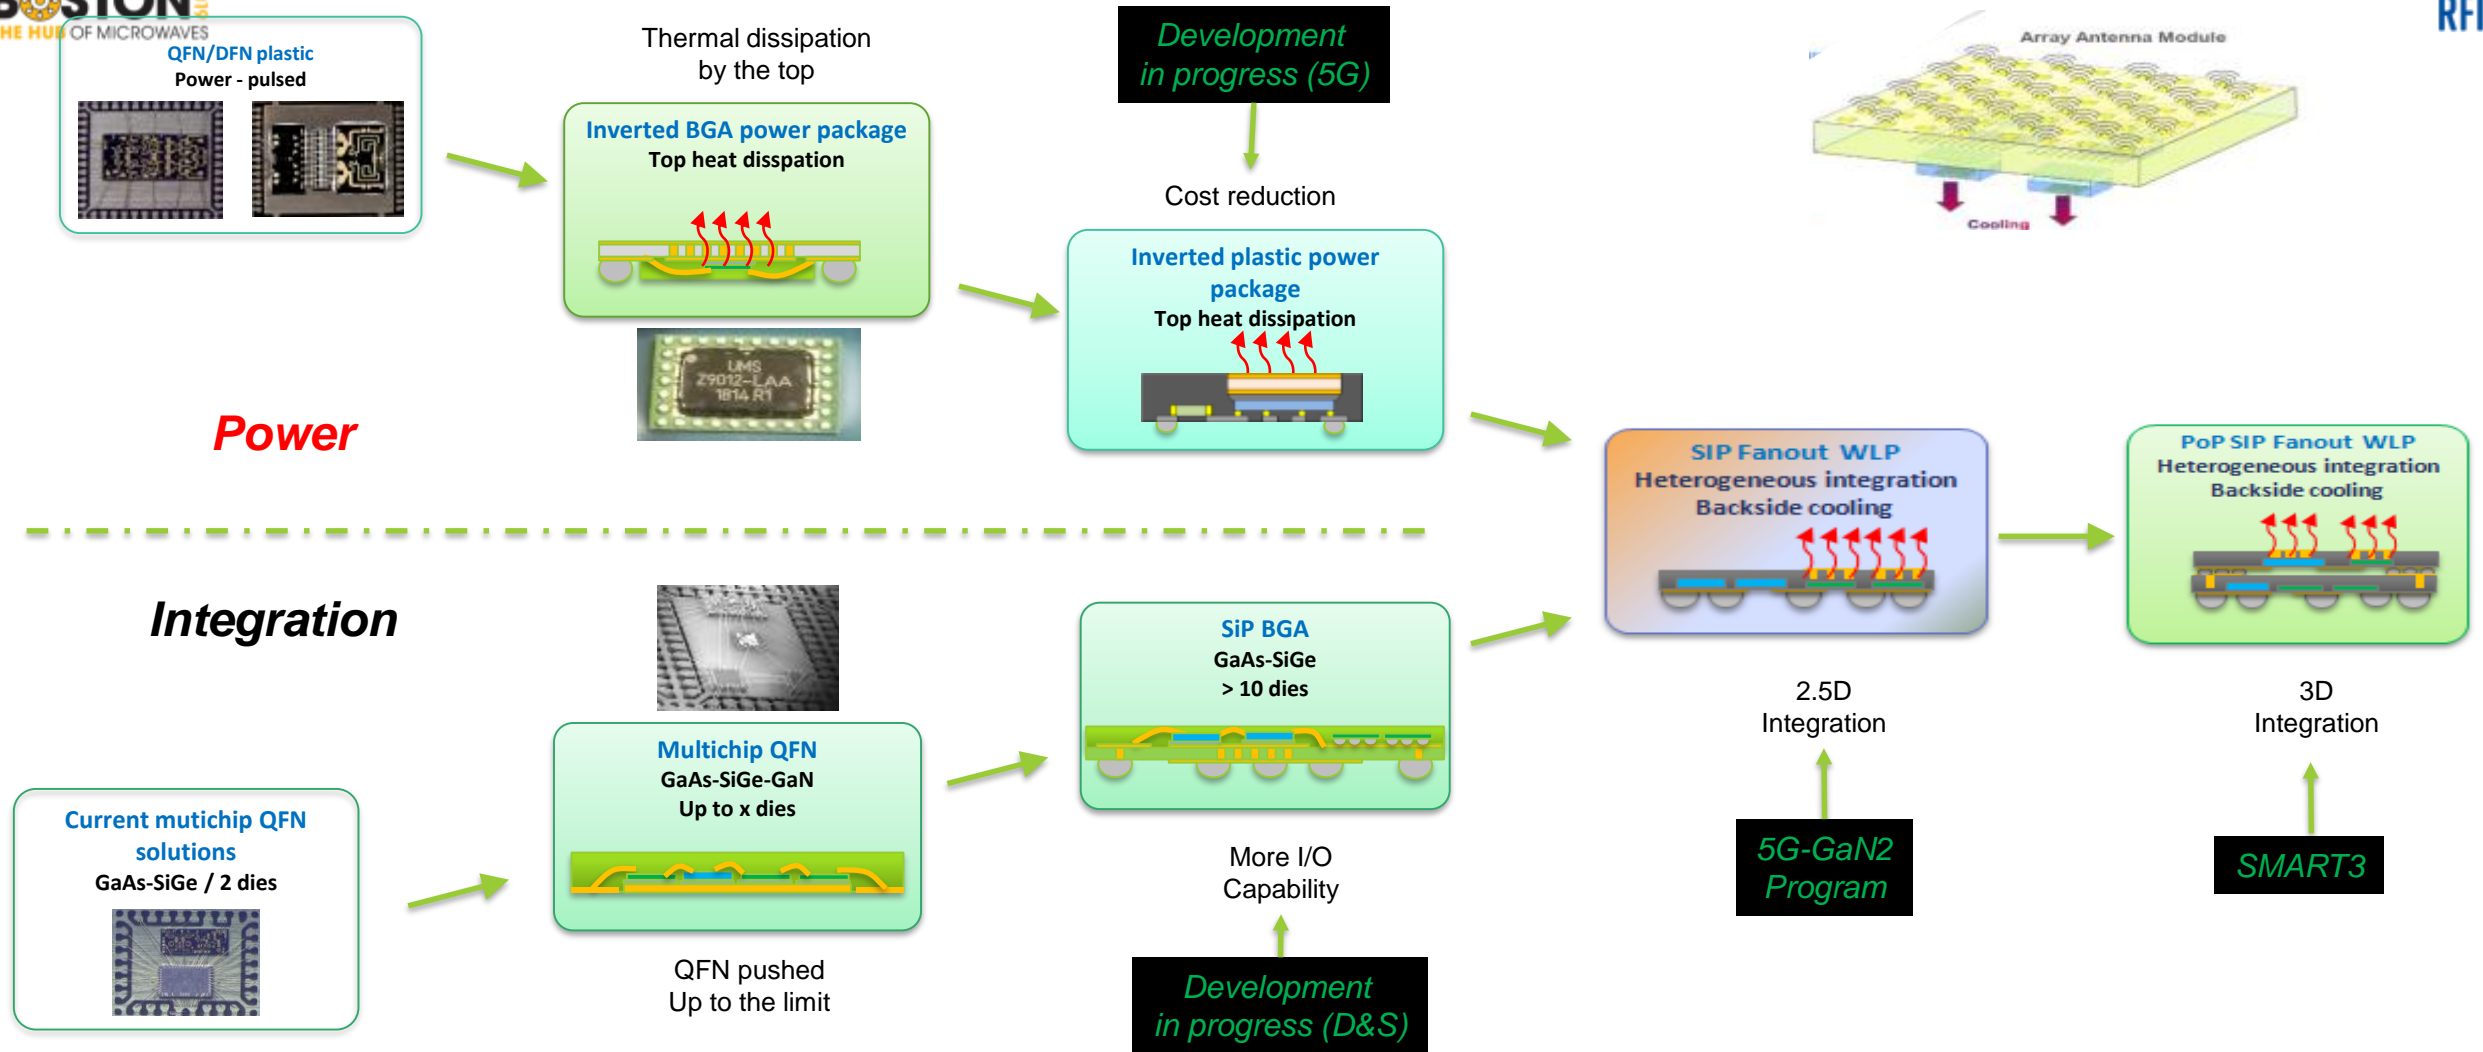 BOSTON
THE HUB OF MICROWAVES
QFN/DFN plastic
Power - pulsed
Thermal dissipation
by the top
Inverted BGA power package
Top heat disspation
UMS
Z9012-LAA
1814 R1
Development
in progress (5G)
Cost reduction
Inverted plastic power
package
Top heat dissipation
Array Antenna Module
Cooling
Power
SIP Fanout WLP
Heterogeneous integration
Backside cooling
PoP SIP Fanout WLP
Heterogeneous integration
Backside cooling
Integration
Current mutichip QFN
solutions
GaAs-SiGe / 2 dies
Multichip QFN
GaAs-SiGe-GaN
Up to x dies
QFN pushed
Up to the limit
SiP BGA
GaAs-SiGe
> 10 dies
More I/O
Capability
Development
in progress (D&S)
2.5D
Integration
5G-GaN2
Program
3D
Integration
SMART3